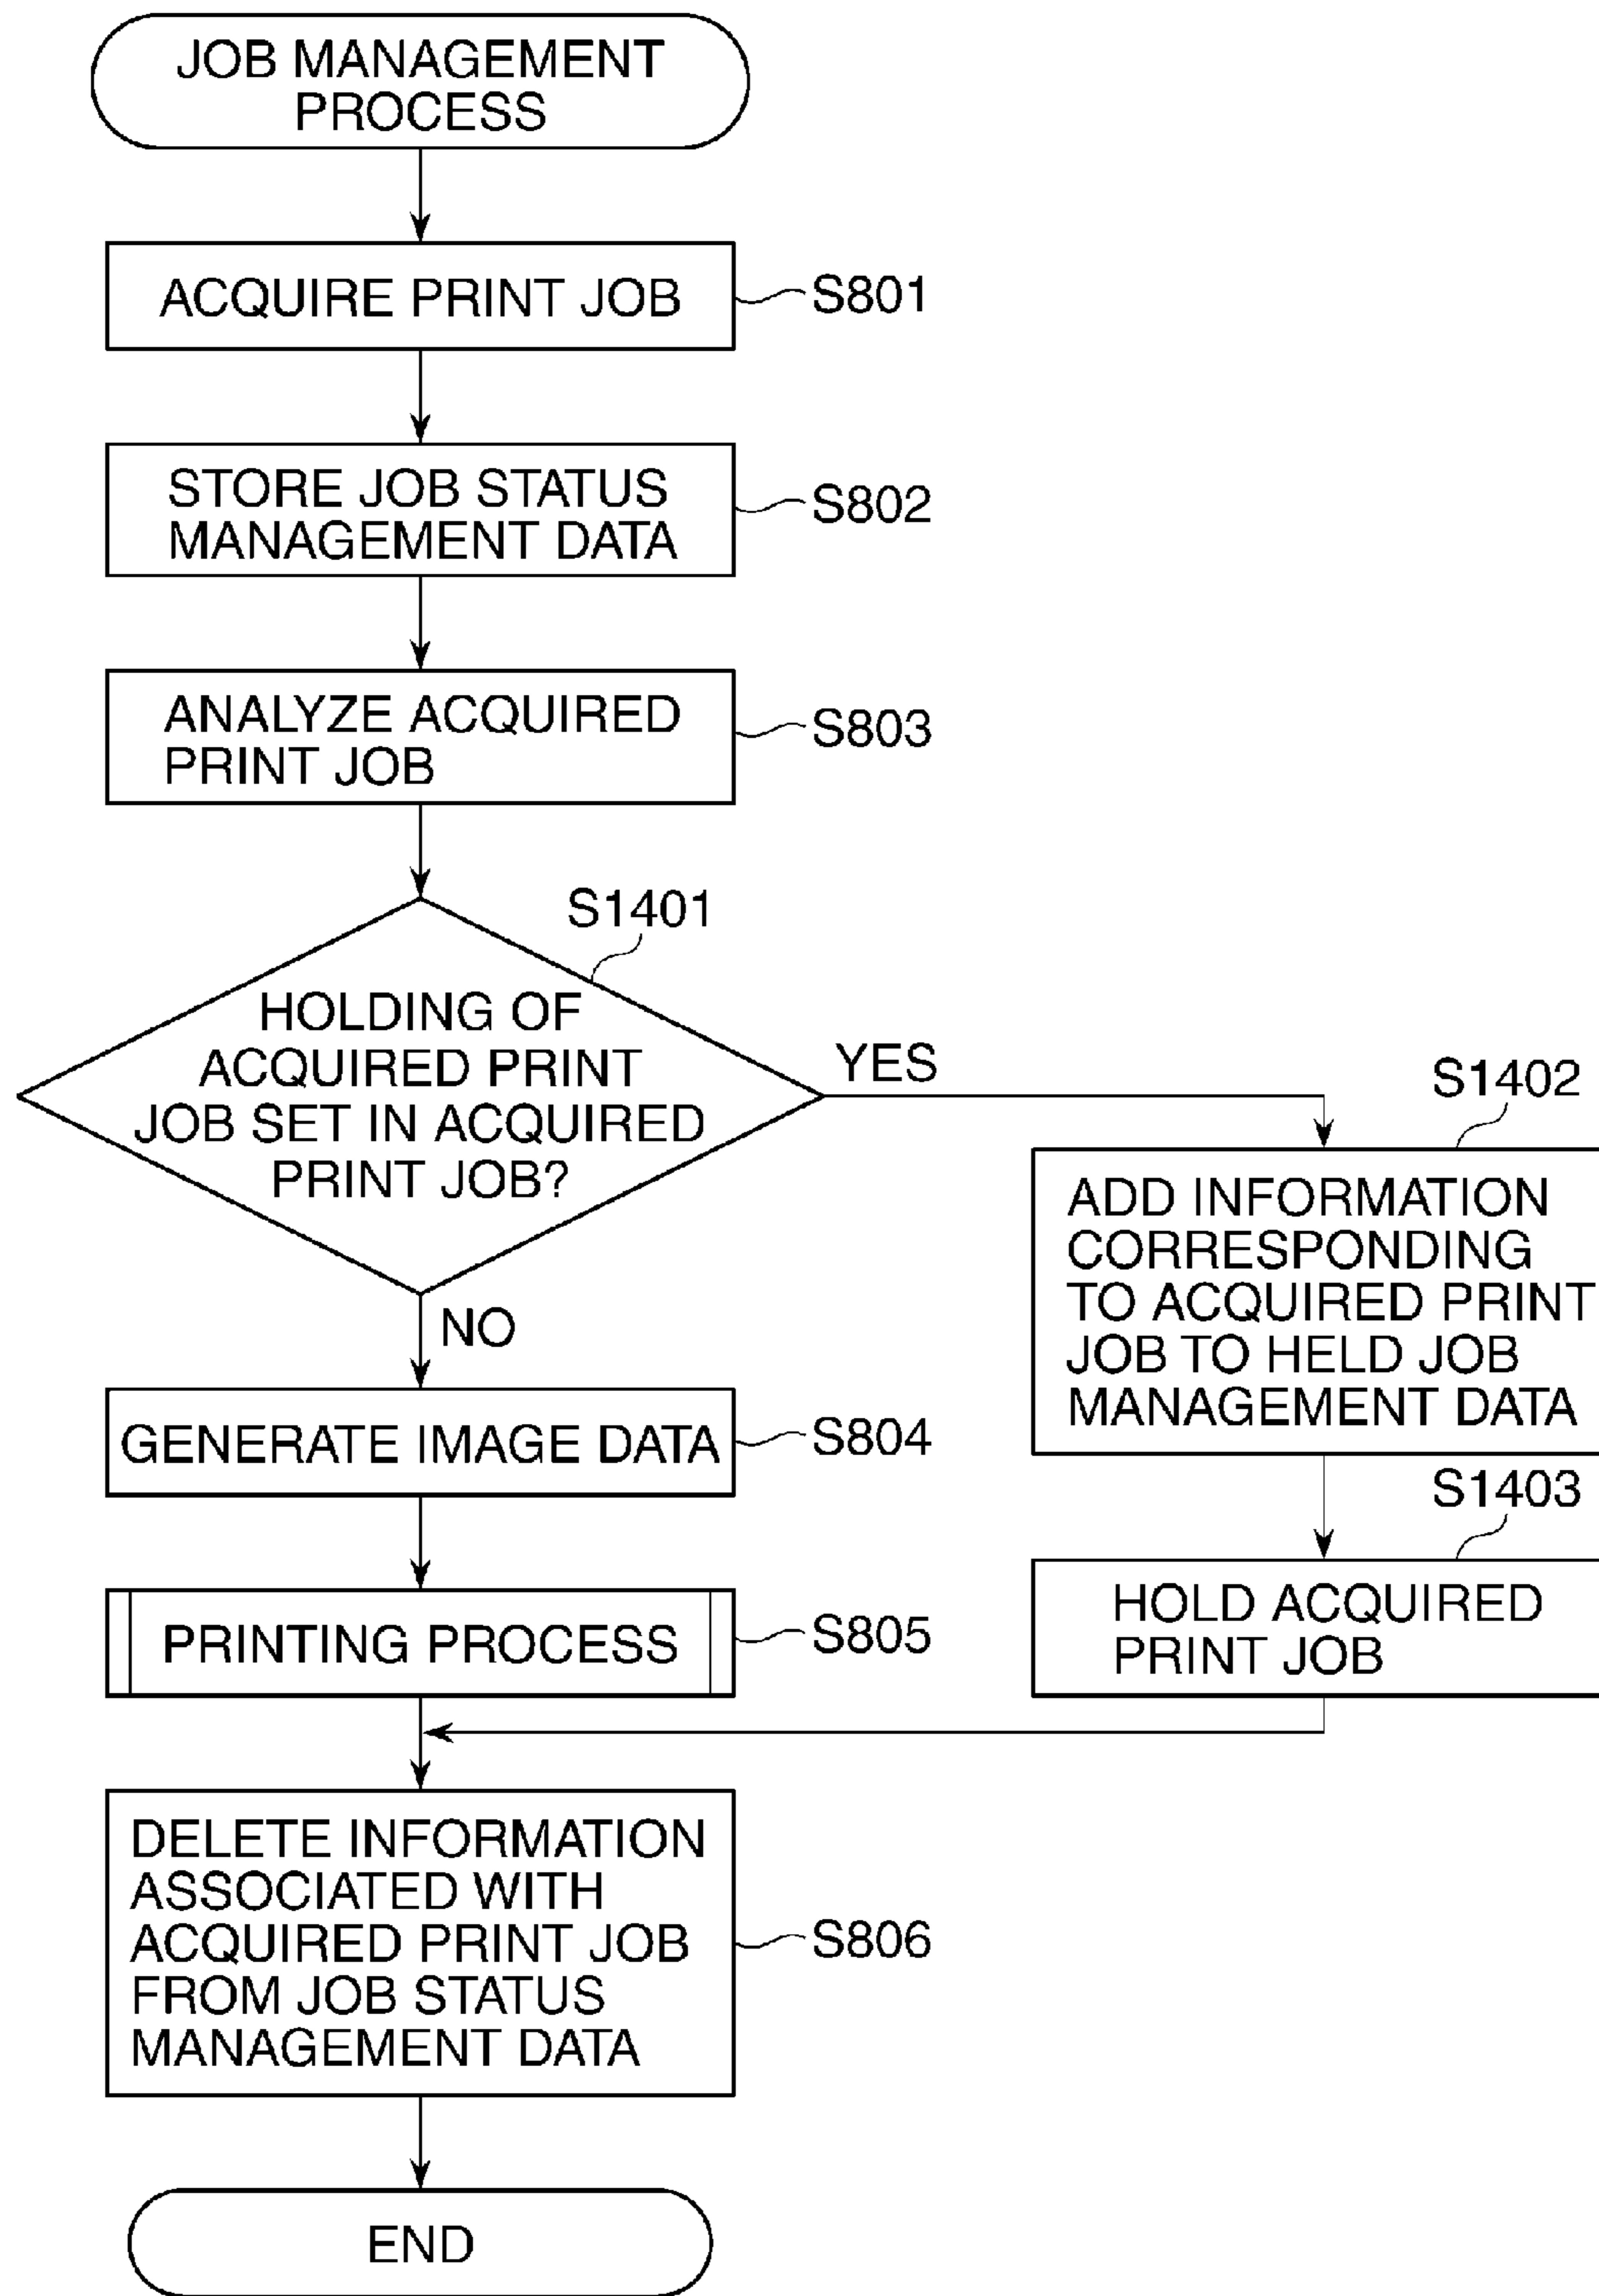 JOB MANAGEMENT
PROCESS
ACQUIRE PRINT JOB
S801
STORE JOB STATUS
MANAGEMENT DATA
S802
ANALYZE ACQUIRED
PRINT JOB
S803
S1401
HOLDING OF
ACQUIRED PRINT
JOB SET IN ACQUIRED
PRINT JOB?
YES
NO
S1402
ADD INFORMATION
CORRESPONDING
TO ACQUIRED PRINT
JOB TO HELD JOB
MANAGEMENT DATA
GENERATE IMAGE DATA
S804
S1403
HOLD ACQUIRED
PRINT JOB
PRINTING PROCESS
S805
DELETE INFORMATION
ASSOCIATED WITH
ACQUIRED PRINT JOB
FROM JOB STATUS
MANAGEMENT DATA
S806
END